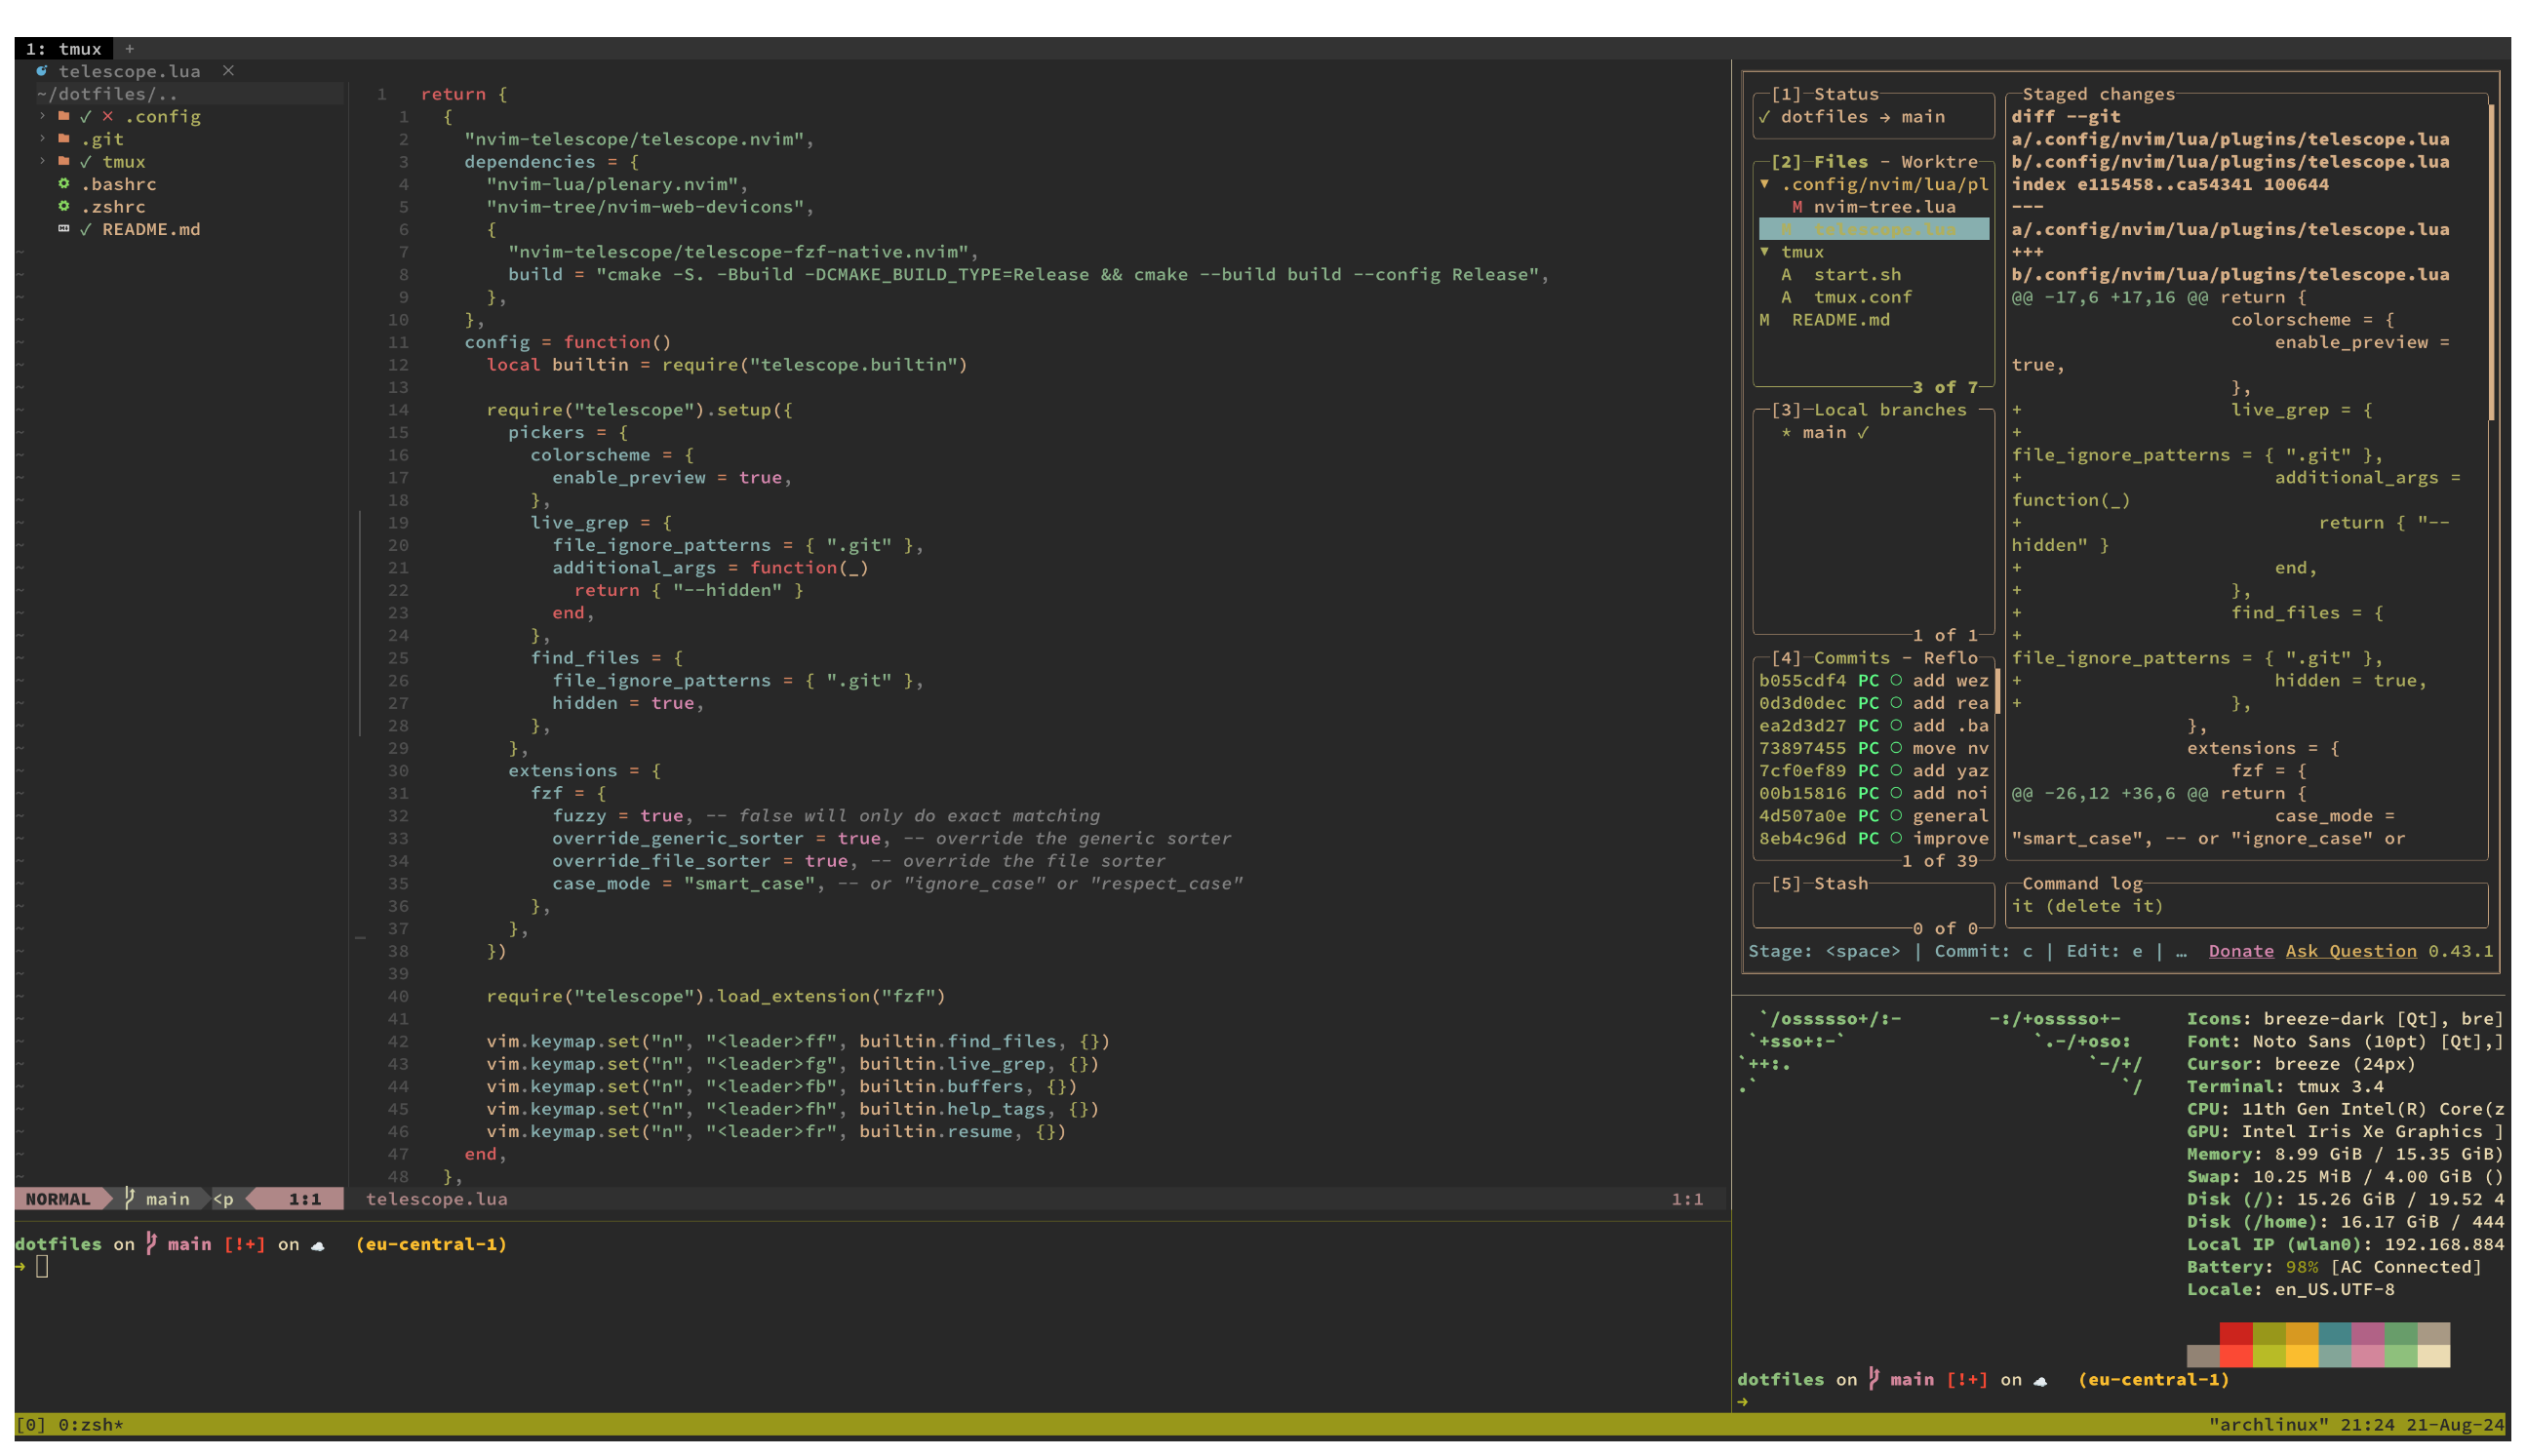 1: tmux +
telescope.lua ×
~/dotfiles/..
› ✓ ✕ .config
› .git
› ✓ tmux
.bashrc
.zshrc
✓ README.md
1 return {
1 {
2 "nvim-telescope/telescope.nvim",
3 dependencies = {
4 "nvim-lua/plenary.nvim",
5 "nvim-tree/nvim-web-devicons",
6 {
7 "nvim-telescope/telescope-fzf-native.nvim",
8 build = "cmake -S. -Bbuild -DCMAKE_BUILD_TYPE=Release && cmake --build build --config Release",
9 },
10 },
11 config = function()
12 local builtin = require("telescope.builtin")
13
14 require("telescope").setup({
15 pickers = {
16 colorscheme = {
17 enable_preview = true,
18 },
19 live_grep = {
20 file_ignore_patterns = { ".git" },
21 additional_args = function(_)
22 return { "--hidden" }
23 end,
24 },
25 find_files = {
26 file_ignore_patterns = { ".git" },
27 hidden = true,
28 },
29 },
30 extensions = {
31 fzf = {
32 fuzzy = true, -- false will only do exact matching
33 override_generic_sorter = true, -- override the generic sorter
34 override_file_sorter = true, -- override the file sorter
35 case_mode = "smart_case", -- or "ignore_case" or "respect_case"
36 },
37 },
38 })
39
40 require("telescope").load_extension("fzf")
41
42 vim.keymap.set("n", "<leader>ff", builtin.find_files, {})
43 vim.keymap.set("n", "<leader>fg", builtin.live_grep, {})
44 vim.keymap.set("n", "<leader>fb", builtin.buffers, {})
45 vim.keymap.set("n", "<leader>fh", builtin.help_tags, {})
46 vim.keymap.set("n", "<leader>fr", builtin.resume, {})
47 end,
48 },
NORMAL main <p 1:1 telescope.lua 1:1
dotfiles on main [!+] on (eu-central-1)
→
[1]─Status
✓ dotfiles → main
[2]─Files - Worktre
▼ .config/nvim/lua/pl
M nvim-tree.lua
M telescope.lua
▼ tmux
A start.sh
A tmux.conf
M README.md
3 of 7
[3]─Local branches
* main ✓
1 of 1
[4]─Commits - Reflo
b055cdf4 PC ○ add wez
0d3d0dec PC ○ add rea
ea2d3d27 PC ○ add .ba
73897455 PC ○ move nv
7cf0ef89 PC ○ add yaz
00b15816 PC ○ add noi
4d507a0e PC ○ general
8eb4c96d PC ○ improve
1 of 39
[5]─Stash
0 of 0
Staged changes
diff --git
a/.config/nvim/lua/plugins/telescope.lua
b/.config/nvim/lua/plugins/telescope.lua
index e115458..ca54341 100644
---
a/.config/nvim/lua/plugins/telescope.lua
+++
b/.config/nvim/lua/plugins/telescope.lua
@@ -17,6 +17,16 @@ return {
colorscheme = {
enable_preview =
true,
},
+ live_grep = {
+
file_ignore_patterns = { ".git" },
+ additional_args =
function(_)
+ return { "--
hidden" }
+ end,
+ },
+ find_files = {
+
file_ignore_patterns = { ".git" },
+ hidden = true,
+ },
},
extensions = {
fzf = {
@@ -26,12 +36,6 @@ return {
case_mode =
"smart_case", -- or "ignore_case" or
Command log
it (delete it)
Stage: <space> | Commit: c | Edit: e | … Donate Ask Question 0.43.1
`/ossssso+/:- -:/+osssso+- Icons: breeze-dark [Qt], bre]
`+sso+:-` `.-/+oso: Font: Noto Sans (10pt) [Qt],]
`++:. `-/+/ Cursor: breeze (24px)
.` `/ Terminal: tmux 3.4
CPU: 11th Gen Intel(R) Core(z
GPU: Intel Iris Xe Graphics ]
Memory: 8.99 GiB / 15.35 GiB)
Swap: 10.25 MiB / 4.00 GiB ()
Disk (/): 15.26 GiB / 19.52 4
Disk (/home): 16.17 GiB / 444
Local IP (wlan0): 192.168.884
Battery: 98% [AC Connected]
Locale: en_US.UTF-8
dotfiles on main [!+] on (eu-central-1)
→
[0] 0:zsh* "archlinux" 21:24 21-Aug-24